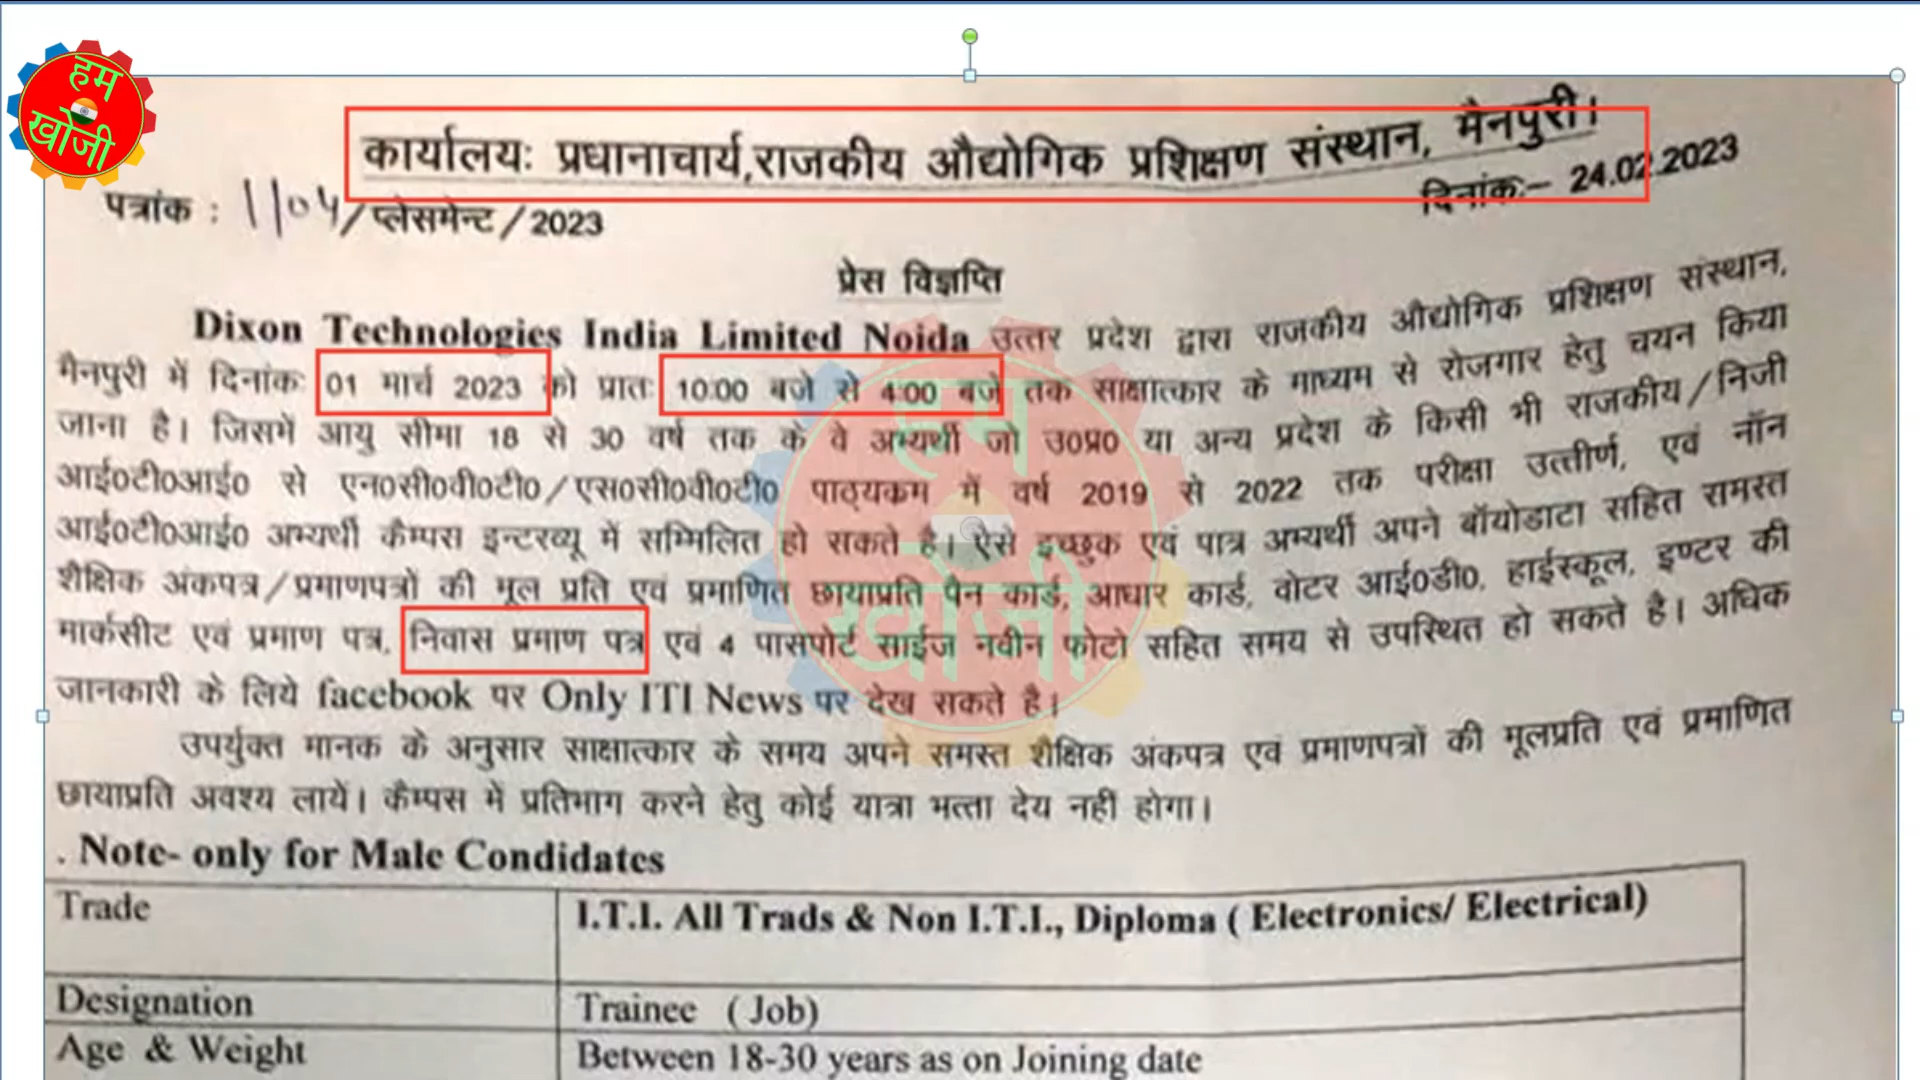 हम
खोजी
कार्यालयः प्रधानाचार्य,राजकीय औद्योगिक प्रशिक्षण संस्थान, मैनपुरी।
पत्रांक : 1104/प्लेसमेन्ट/2023
दिनांकः– 24.02.2023
प्रेस विज्ञप्ति
Dixon Technologies India Limited Noida उत्तर प्रदेश द्वारा राजकीय औद्योगिक प्रशिक्षण संस्थान,
मैनपुरी में दिनांकः 01 मार्च 2023 को प्रातः 10:00 बजे से 4:00 बजे तक साक्षात्कार के माध्यम से रोजगार हेतु चयन किया
जाना है। जिसमें आयु सीमा 18 से 30 वर्ष तक के वे अभ्यर्थी जो उ0प्र0 या अन्य प्रदेश के किसी भी राजकीय/निजी
आई0टी0आई0 से एन0सी0वी0टी0/एस0सी0वी0टी0 पाठ्यकम में वर्ष 2019 से 2022 तक परीक्षा उत्तीर्ण, एवं नॉन
आई0टी0आई0 अभ्यर्थी कैम्पस इन्टरव्यू में सम्मिलित हो सकते है। ऐसे इच्छुक एवं पात्र अभ्यर्थी अपने बॉयोडाटा सहित समस्त
शैक्षिक अंकपत्र/प्रमाणपत्रों की मूल प्रति एवं प्रमाणित छायाप्रति पैन कार्ड, आधार कार्ड, वोटर आई0डी0, हाईस्कूल, इण्टर की
मार्कसीट एवं प्रमाण पत्र, निवास प्रमाण पत्र एवं 4 पासपोर्ट साईज नवीन फोटो सहित समय से उपस्थित हो सकते है। अधिक
जानकारी के लिये facebook पर Only ITI News पर देख सकते है।
उपर्युक्त मानक के अनुसार साक्षात्कार के समय अपने समस्त शैक्षिक अंकपत्र एवं प्रमाणपत्रों की मूलप्रति एवं प्रमाणित
छायाप्रति अवश्य लायें। कैम्पस में प्रतिभाग करने हेतु कोई यात्रा भत्ता देय नहीं होगा।
. Note- only for Male Condidates
Trade I.T.I. All Trads & Non I.T.I., Diploma ( Electronics/ Electrical)
Designation Trainee ( Job)
Age & Weight Between 18-30 years as on Joining date